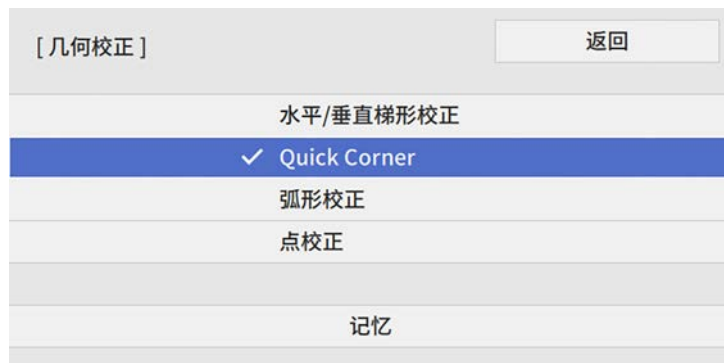 [ 几何校正 ]
返回
水平/垂直梯形校正
Quick Corner
弧形校正
点校正
记忆